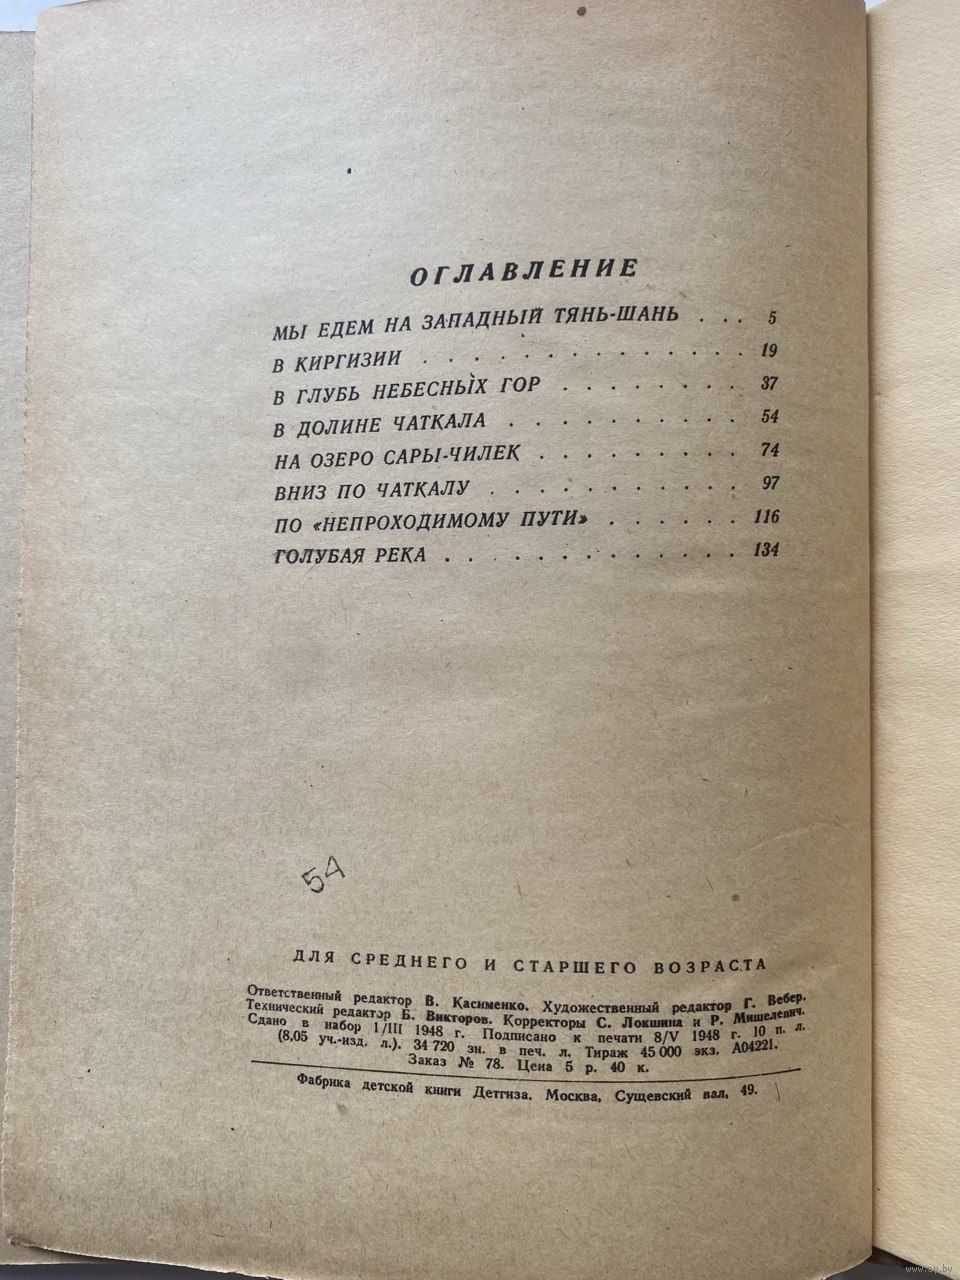 ОГЛАВЛЕНИЕ
МЫ ЕДЕМ НА ЗАПАДНЫЙ ТЯНЬ-ШАНЬ . . . 5
В КИРГИЗИИ . . . . . . . . . . . . . . 19
В ГЛУБЬ НЕБЕСНЫХ ГОР . . . . . . . . 37
В ДОЛИНЕ ЧАТКАЛА . . . . . . . . . . 54
НА ОЗЕРО САРЫ-ЧИЛЕК . . . . . . . . . 74
ВНИЗ ПО ЧАТКАЛУ . . . . . . . . . . . 97
ПО «НЕПРОХОДИМОМУ ПУТИ» . . . . . . 116
ГОЛУБАЯ РЕКА . . . . . . . . . . . . . 134
54
ДЛЯ СРЕДНЕГО И СТАРШЕГО ВОЗРАСТА
Ответственный редактор В. Касименко. Художественный редактор Г. Вебер.
Технический редактор Б. Викторов. Корректоры С. Локшина и Р. Мишелевич.
Сдано в набор 1/III 1948 г. Подписано к печати 8/V 1948 г. 10 п. л.
(8,05 уч.-изд. л.). 34 720 зн. в печ. л. Тираж 45 000 экз. А04221.
Заказ № 78. Цена 5 р. 40 к.
Фабрика детской книги Детгиза. Москва, Сущевский вал, 49.
www.ay.by